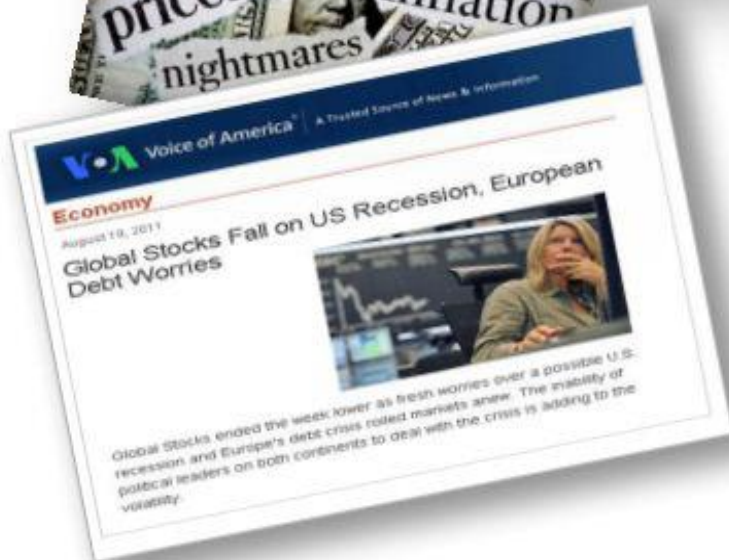 nightmares
VOA Voice of America® | A Trusted Source of News & Information
Economy
August 19, 2011
Global Stocks Fall on US Recession, European
Debt Worries
Global Stocks ended the week lower as fresh worries over a possible U.S.
recession and Europe's debt crisis roiled markets anew. The inability of
political leaders on both continents to deal with the crisis is adding to the
volatility.